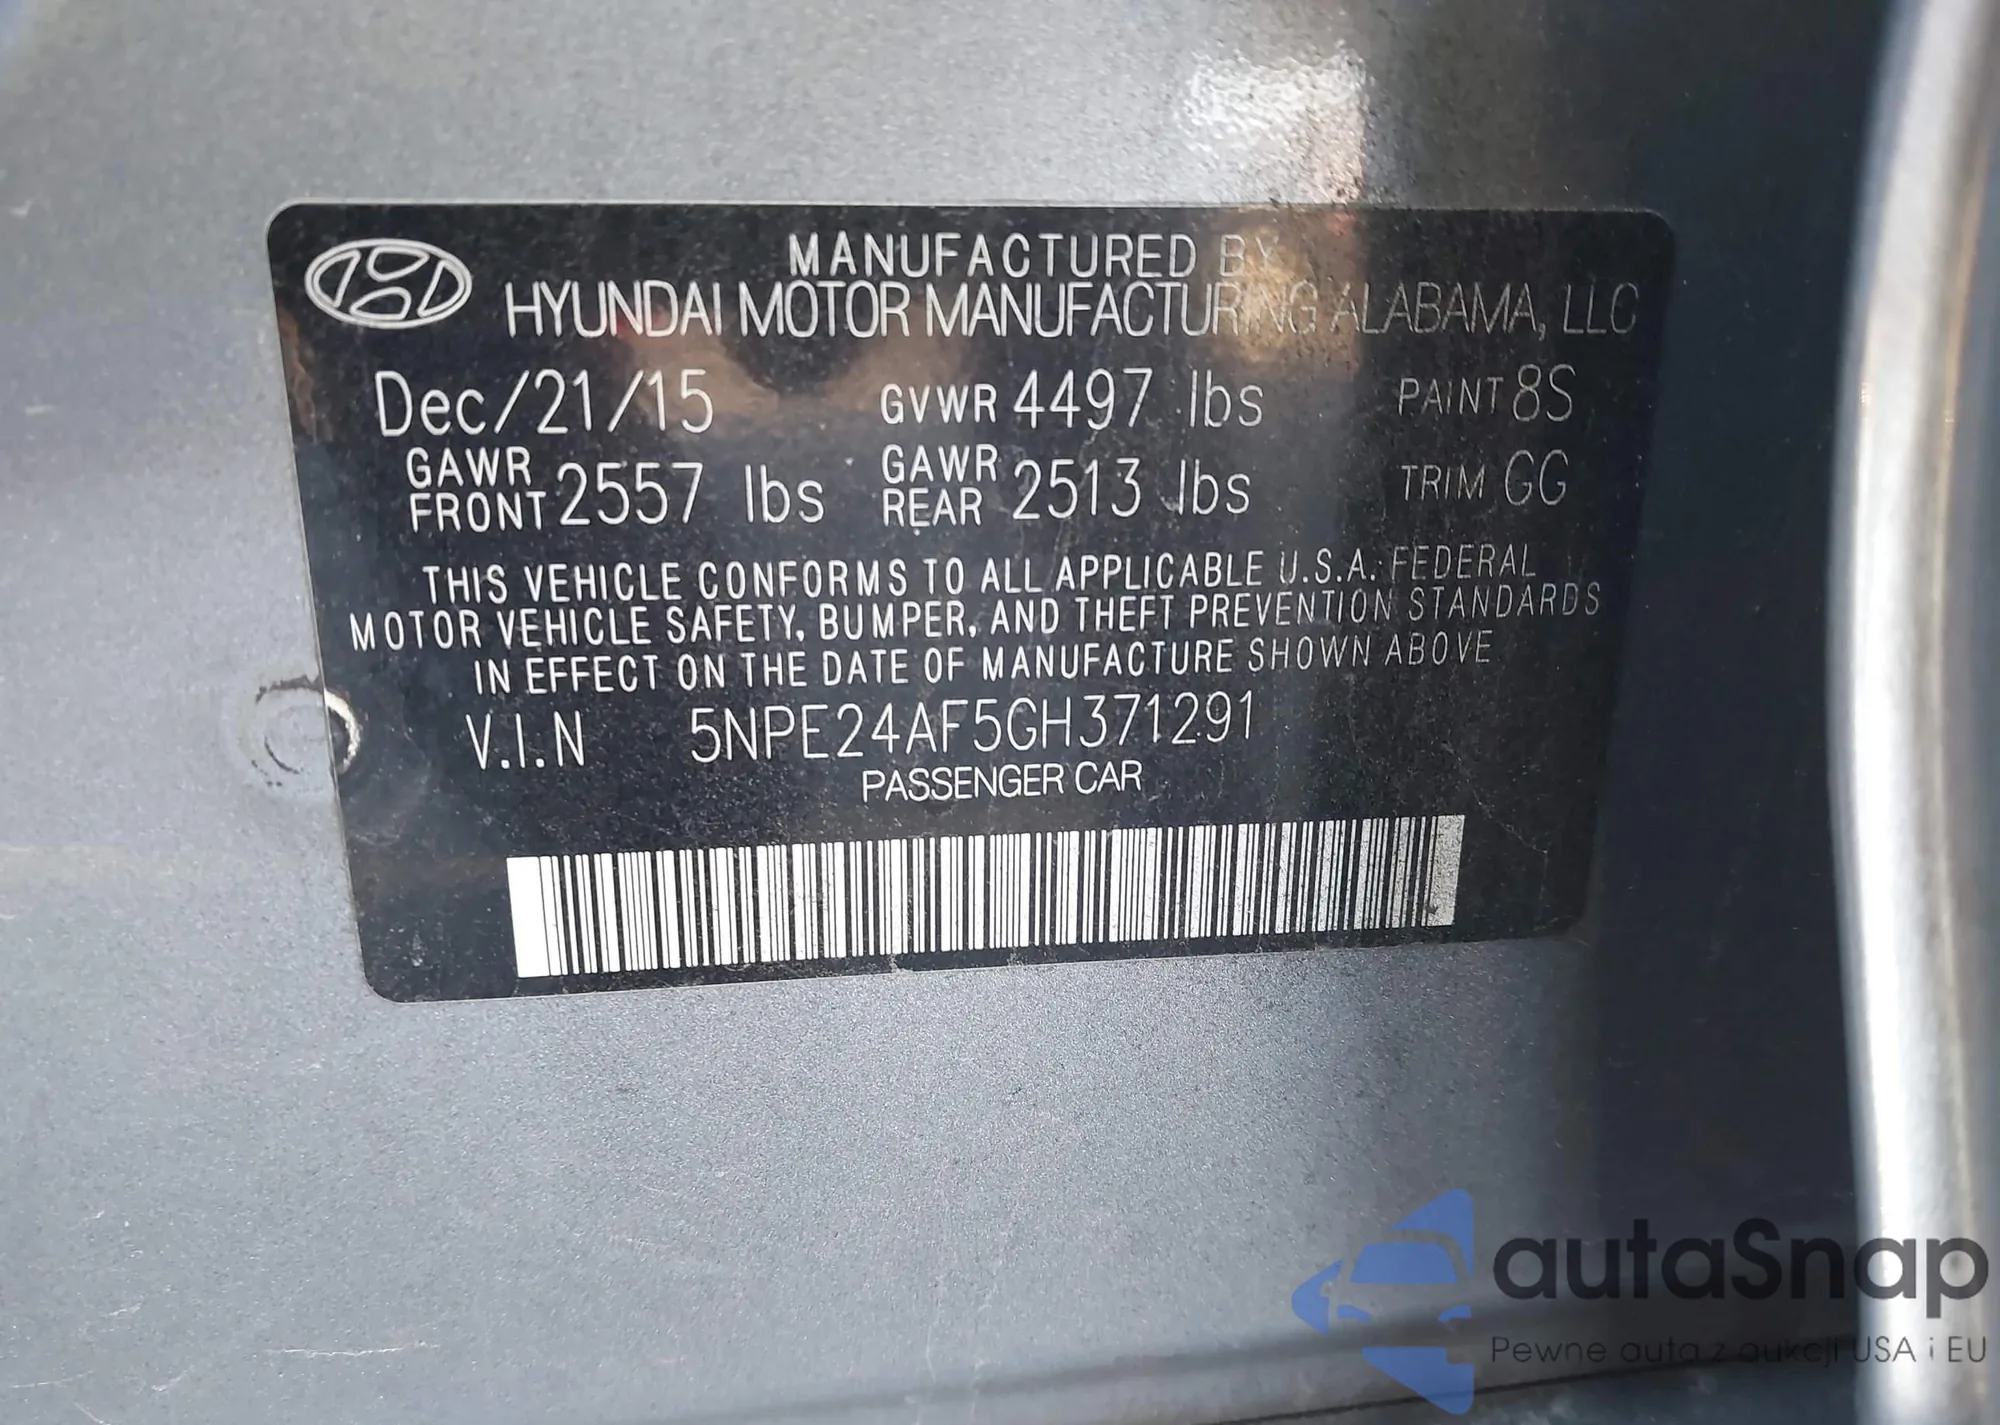 MANUFACTURED BY
HYUNDAI MOTOR MANUFACTURING ALABAMA, LLC
Dec/21/15 GVWR 4497 lbs PAINT 8S
GAWR FRONT 2557 lbs GAWR REAR 2513 lbs TRIM GG
THIS VEHICLE CONFORMS TO ALL APPLICABLE U.S.A. FEDERAL
MOTOR VEHICLE SAFETY, BUMPER, AND THEFT PREVENTION STANDARDS
IN EFFECT ON THE DATE OF MANUFACTURE SHOWN ABOVE
V.I.N 5NPE24AF5GH371291
PASSENGER CAR
autaSnap
Pewne auta z aukcji USA i EU